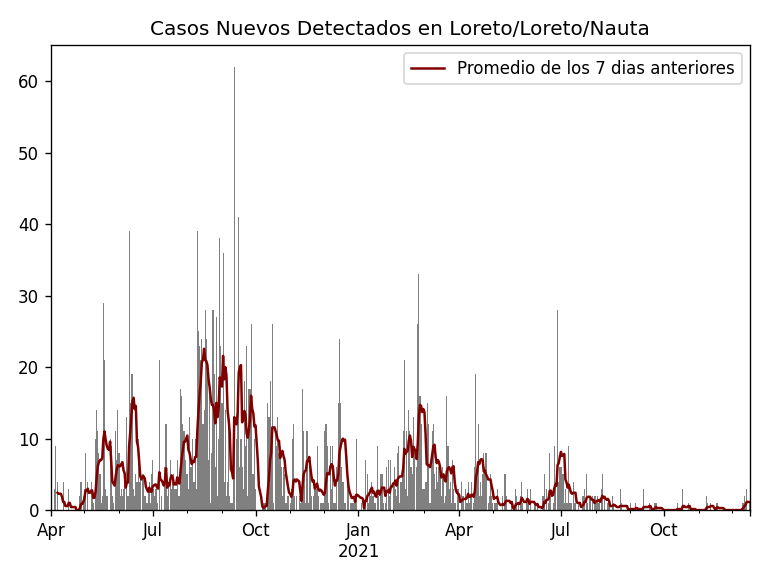 Casos Nuevos Detectados en Loreto/Loreto/Nauta
Promedio de los 7 dias anteriores
60
50
40
30
20
10
0
Apr Jul Oct Jan Apr Jul Oct
2021